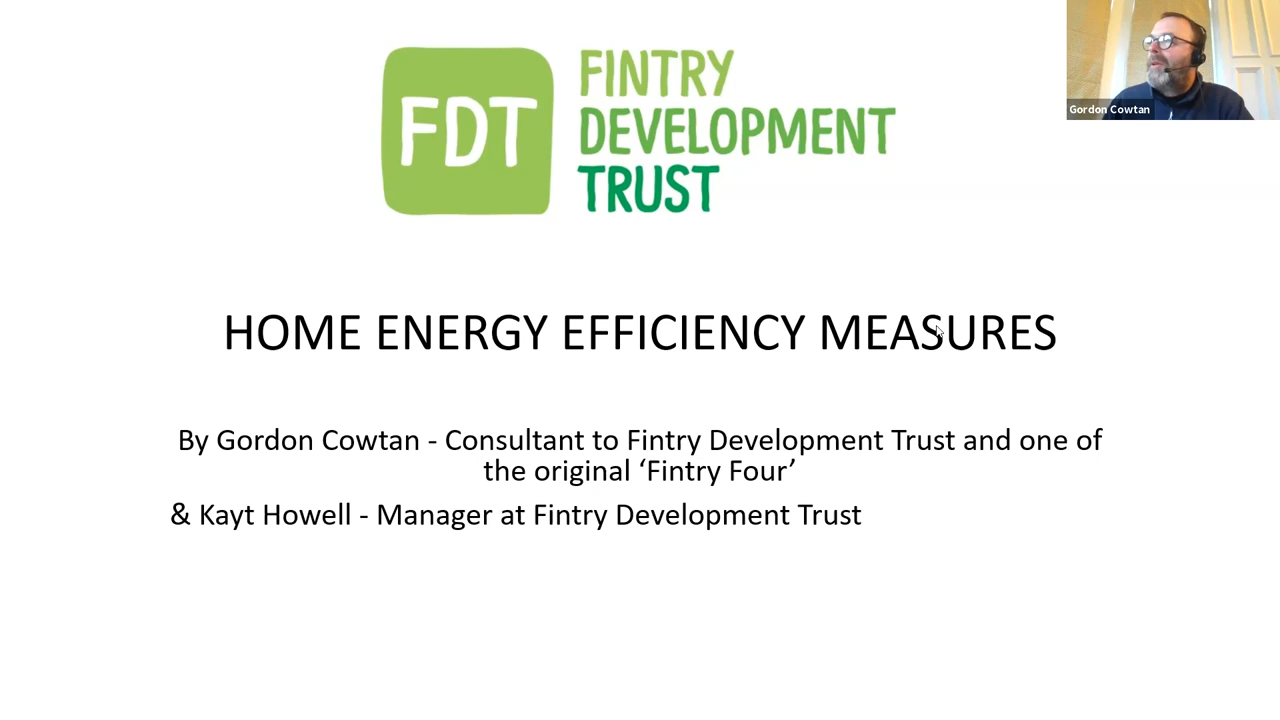 FDT
FINTRY
DEVELOPMENT
TRUST
Gordon Cowtan
HOME ENERGY EFFICIENCY MEASURES
By Gordon Cowtan - Consultant to Fintry Development Trust and one of
the original ‘Fintry Four’
& Kayt Howell - Manager at Fintry Development Trust